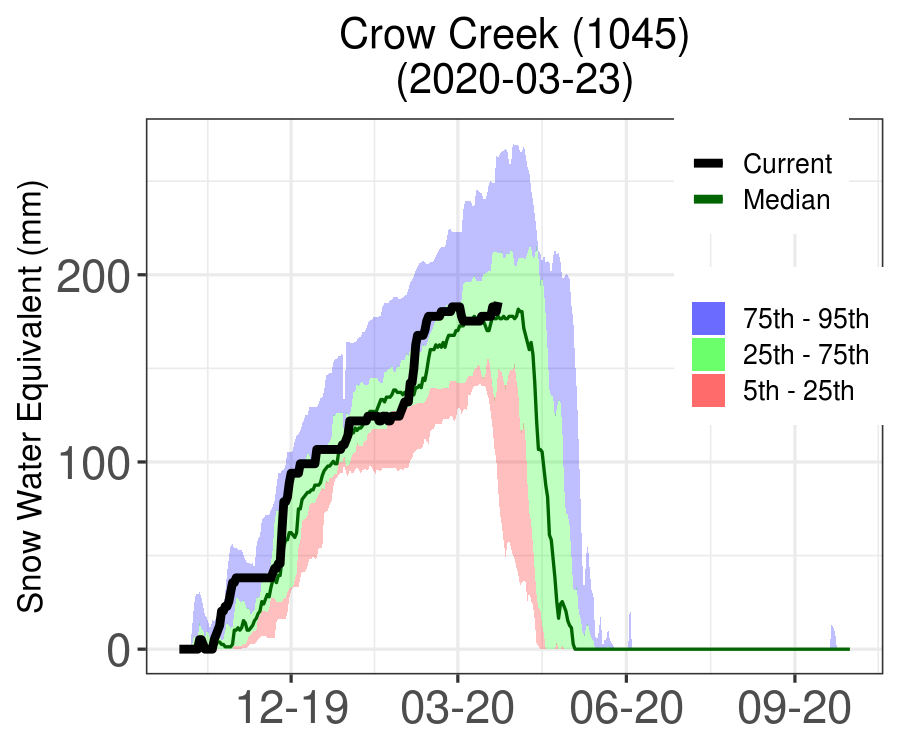 Crow Creek (1045)
(2020-03-23)
Snow Water Equivalent (mm)
200
100
0
12-19
03-20
06-20
09-20
Current
Median
75th - 95th
25th - 75th
5th - 25th